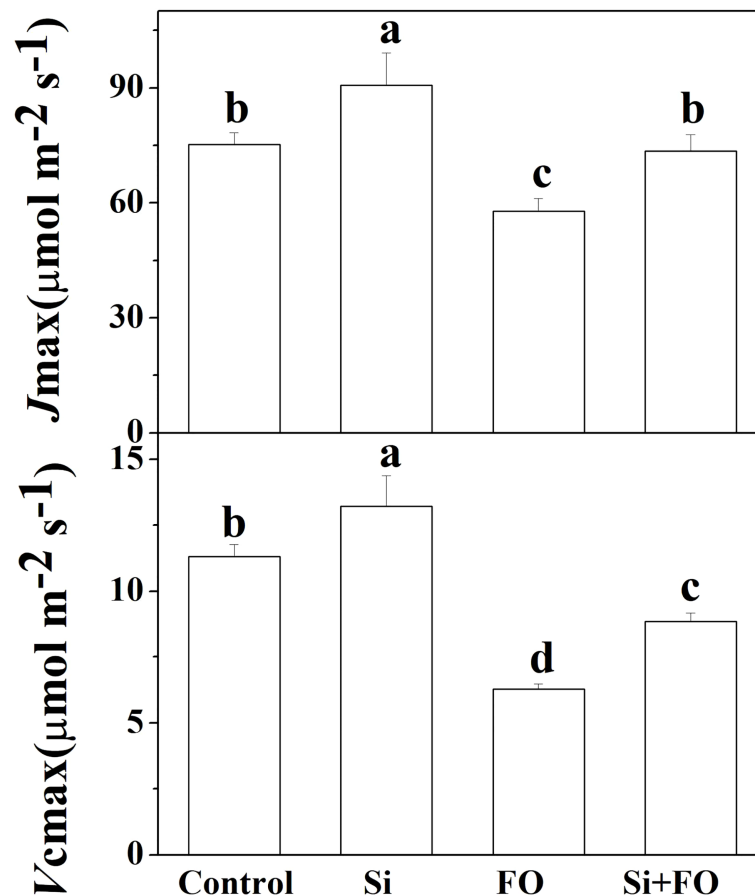 Jmax(µmol m⁻² s⁻¹)
90
60
30
0
b
a
c
b
Vcmax(µmol m⁻² s⁻¹)
15
10
5
0
b
a
d
c
Control Si FO Si+FO